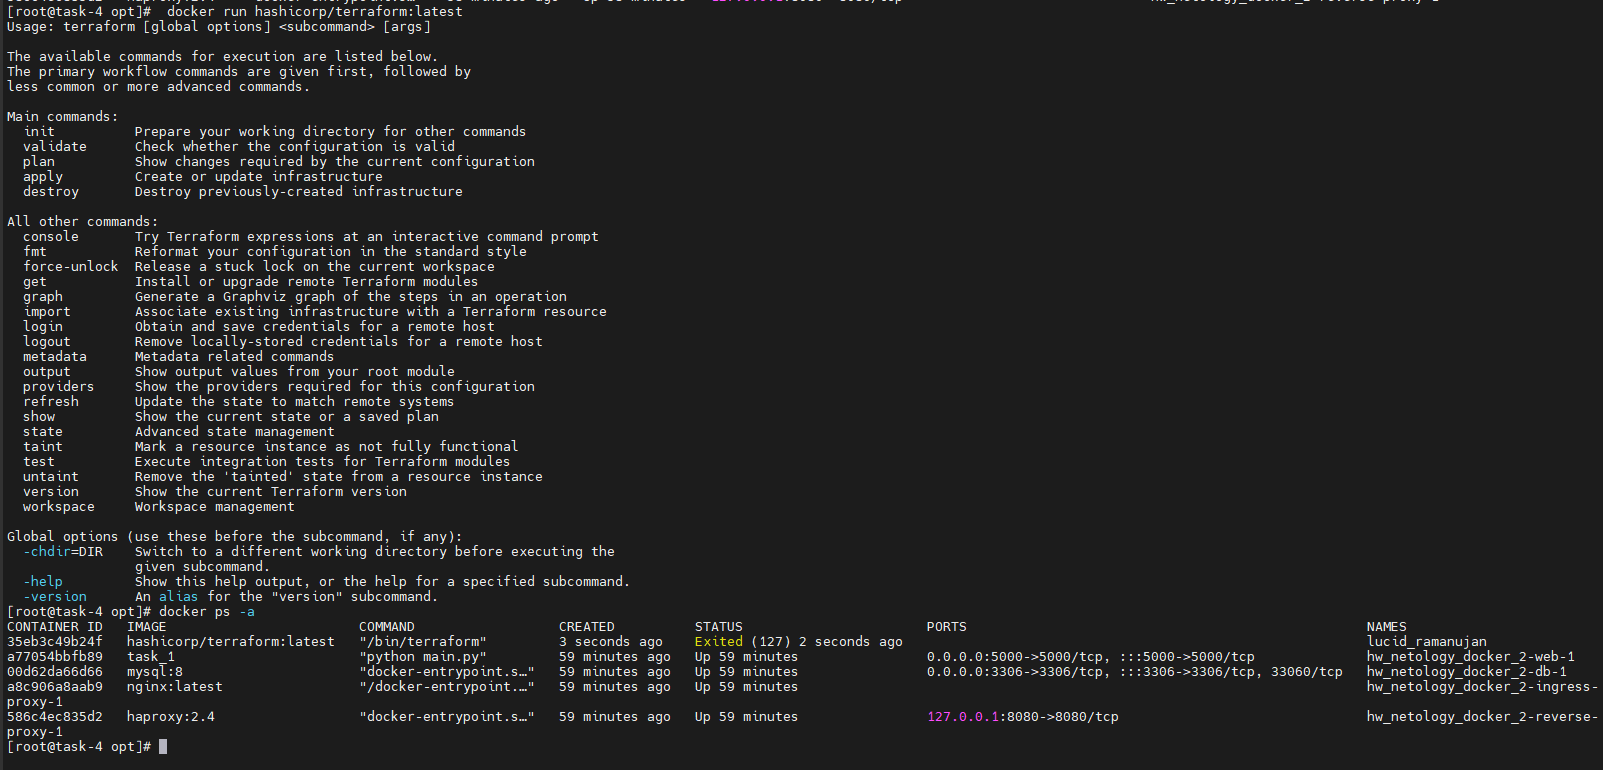 [root@task-4 opt]#  docker run hashicorp/terraform:latest
Usage: terraform [global options] <subcommand> [args]

The available commands for execution are listed below.
The primary workflow commands are given first, followed by
less common or more advanced commands.

Main commands:
  init          Prepare your working directory for other commands
  validate      Check whether the configuration is valid
  plan          Show changes required by the current configuration
  apply         Create or update infrastructure
  destroy       Destroy previously-created infrastructure

All other commands:
  console       Try Terraform expressions at an interactive command prompt
  fmt           Reformat your configuration in the standard style
  force-unlock  Release a stuck lock on the current workspace
  get           Install or upgrade remote Terraform modules
  graph         Generate a Graphviz graph of the steps in an operation
  import        Associate existing infrastructure with a Terraform resource
  login         Obtain and save credentials for a remote host
  logout        Remove locally-stored credentials for a remote host
  metadata      Metadata related commands
  output        Show output values from your root module
  providers     Show the providers required for this configuration
  refresh       Update the state to match remote systems
  show          Show the current state or a saved plan
  state         Advanced state management
  taint         Mark a resource instance as not fully functional
  test          Execute integration tests for Terraform modules
  untaint       Remove the 'tainted' state from a resource instance
  version       Show the current Terraform version
  workspace     Workspace management

Global options (use these before the subcommand, if any):
  -chdir=DIR    Switch to a different working directory before executing the
                given subcommand.
  -help         Show this help output, or the help for a specified subcommand.
  -version      An alias for the "version" subcommand.
[root@task-4 opt]# docker ps -a
CONTAINER ID   IMAGE                        COMMAND                  CREATED          STATUS                       PORTS                                                  NAMES
35eb3c49b24f   hashicorp/terraform:latest   "/bin/terraform"         3 seconds ago    Exited (127) 2 seconds ago                                                          lucid_ramanujan
a77054bbfb89   task_1                       "python main.py"         59 minutes ago   Up 59 minutes                0.0.0.0:5000->5000/tcp, :::5000->5000/tcp              hw_netology_docker_2-web-1
00d62da66d66   mysql:8                      "docker-entrypoint.s…"   59 minutes ago   Up 59 minutes                0.0.0.0:3306->3306/tcp, :::3306->3306/tcp, 33060/tcp   hw_netology_docker_2-db-1
a8c906a8aab9   nginx:latest                 "/docker-entrypoint.…"   59 minutes ago   Up 59 minutes                                                                       hw_netology_docker_2-ingress-
proxy-1
586c4ec835d2   haproxy:2.4                  "docker-entrypoint.s…"   59 minutes ago   Up 59 minutes                127.0.0.1:8080->8080/tcp                               hw_netology_docker_2-reverse-
proxy-1
[root@task-4 opt]#